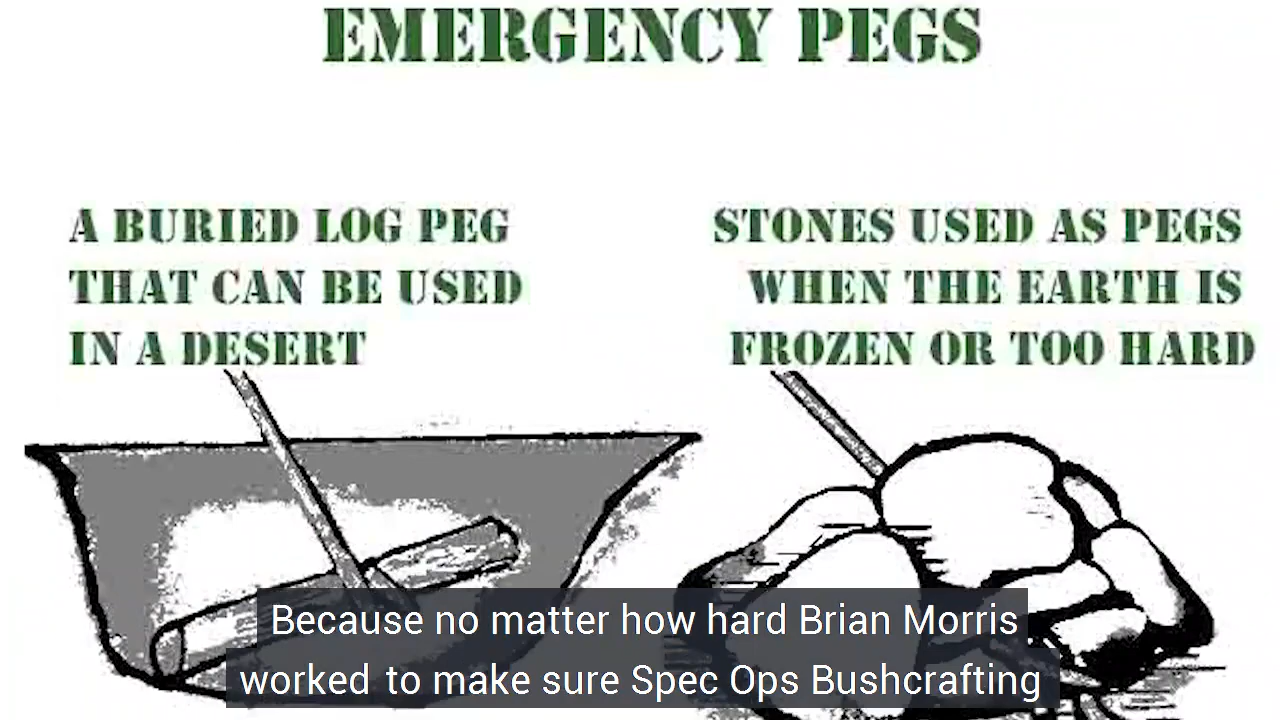 EMERGENCY PEGS
A BURIED LOG PEG
THAT CAN BE USED
IN A DESERT
STONES USED AS PEGS
WHEN THE EARTH IS
FROZEN OR TOO HARD
Because no matter how hard Brian Morris
worked to make sure Spec Ops Bushcrafting